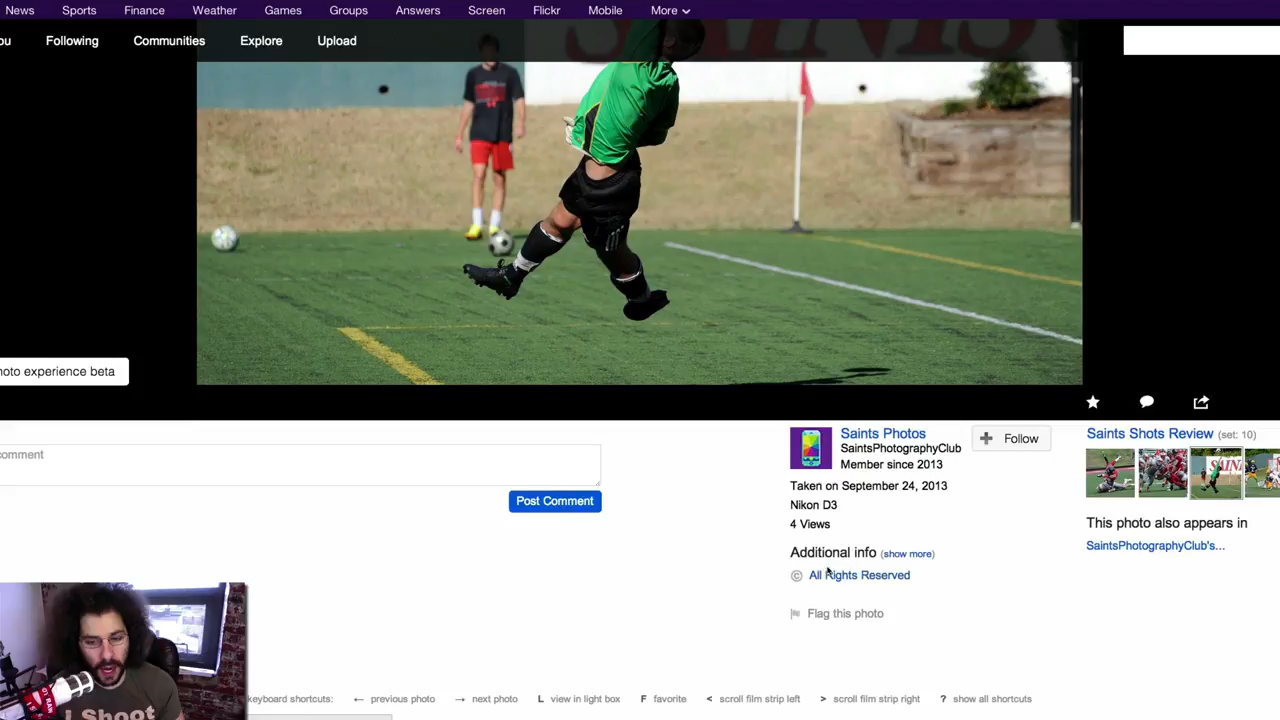 News Sports Finance Weather Games Groups Answers Screen Flickr Mobile More
ou Following Communities Explore Upload
SAINTS
hoto experience beta
comment
Post Comment
Saints Photos
SaintsPhotographyClub
Member since 2013
+ Follow
Taken on September 24, 2013
Nikon D3
4 Views
Additional info (show more)
© All Rights Reserved
Flag this photo
Saints Shots Review (set: 10)
This photo also appears in
SaintsPhotographyClub's...
keyboard shortcuts: ← previous photo → next photo L view in light box F favorite < scroll film strip left > scroll film strip right ? show all shortcuts
I Shoot